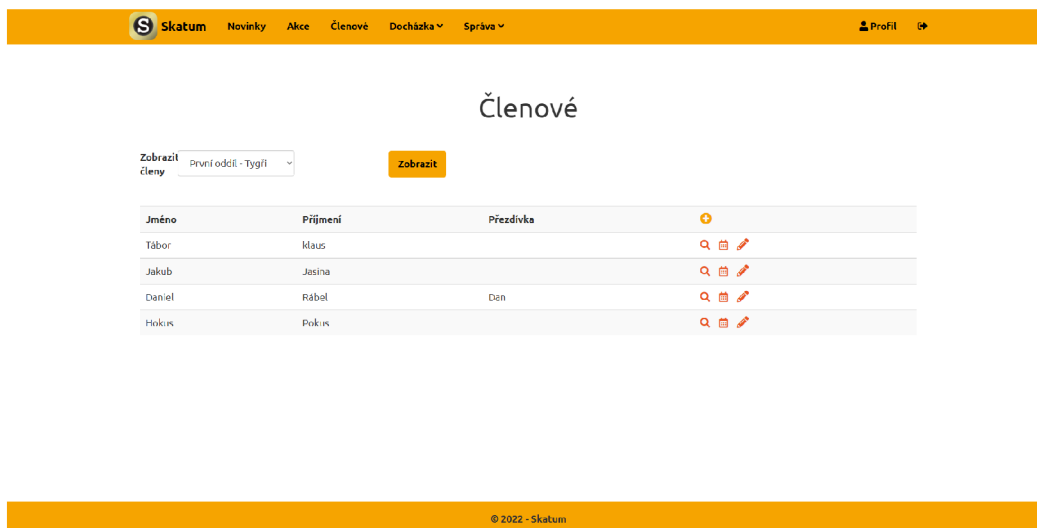 S Skatum Novinky Akce Členové Docházka Správa Profil
Členové
Zobrazit členy První oddíl - Tygři Zobrazit
Jméno Příjmení Přezdívka
Tábor klaus
Jakub Jasina
Daniel Rábel Dan
Hokus Pokus
© 2022 - Skatum